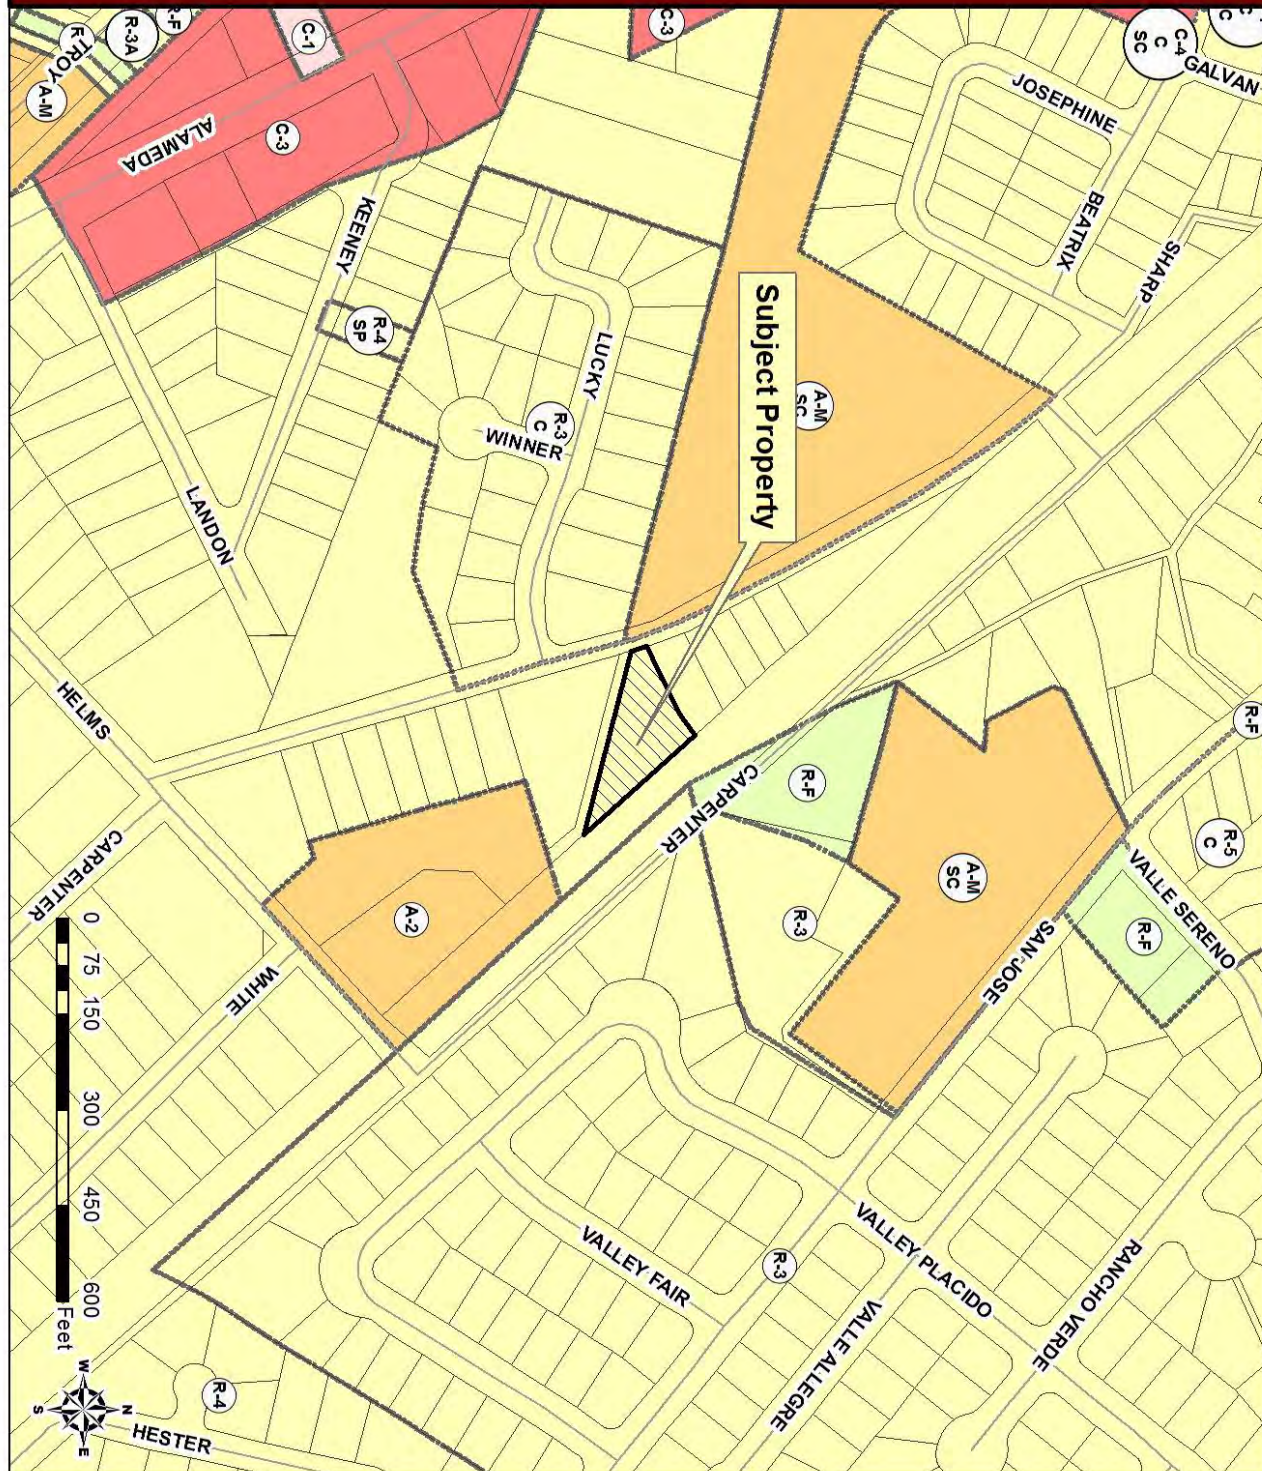 R-F
R-3A
TROY
A-M
C-1
C-3
C-3
C-4
C
SC
GALVAN
JOSEPHINE
ALAMEDA
C-3
KEENEY
BEATRIX
SHARP
R-4
SP
LUCKY
R-3
C
WINNER
Subject Property
A-M
SC
LANDON
HELMS
CARPENTER
R-F
R-F
R-5
C
VALLE SERENO
A-M
SC
R-F
CARPENTER
A-2
R-3
SAN JOSE
WHITE
VALLEY FAIR
R-3
VALLEY PLACIDO
RANCHO VERDE
VALLE ALLEGRE
0 75 150 300 450 600
Feet
R-4
HESTER
W
S N
E